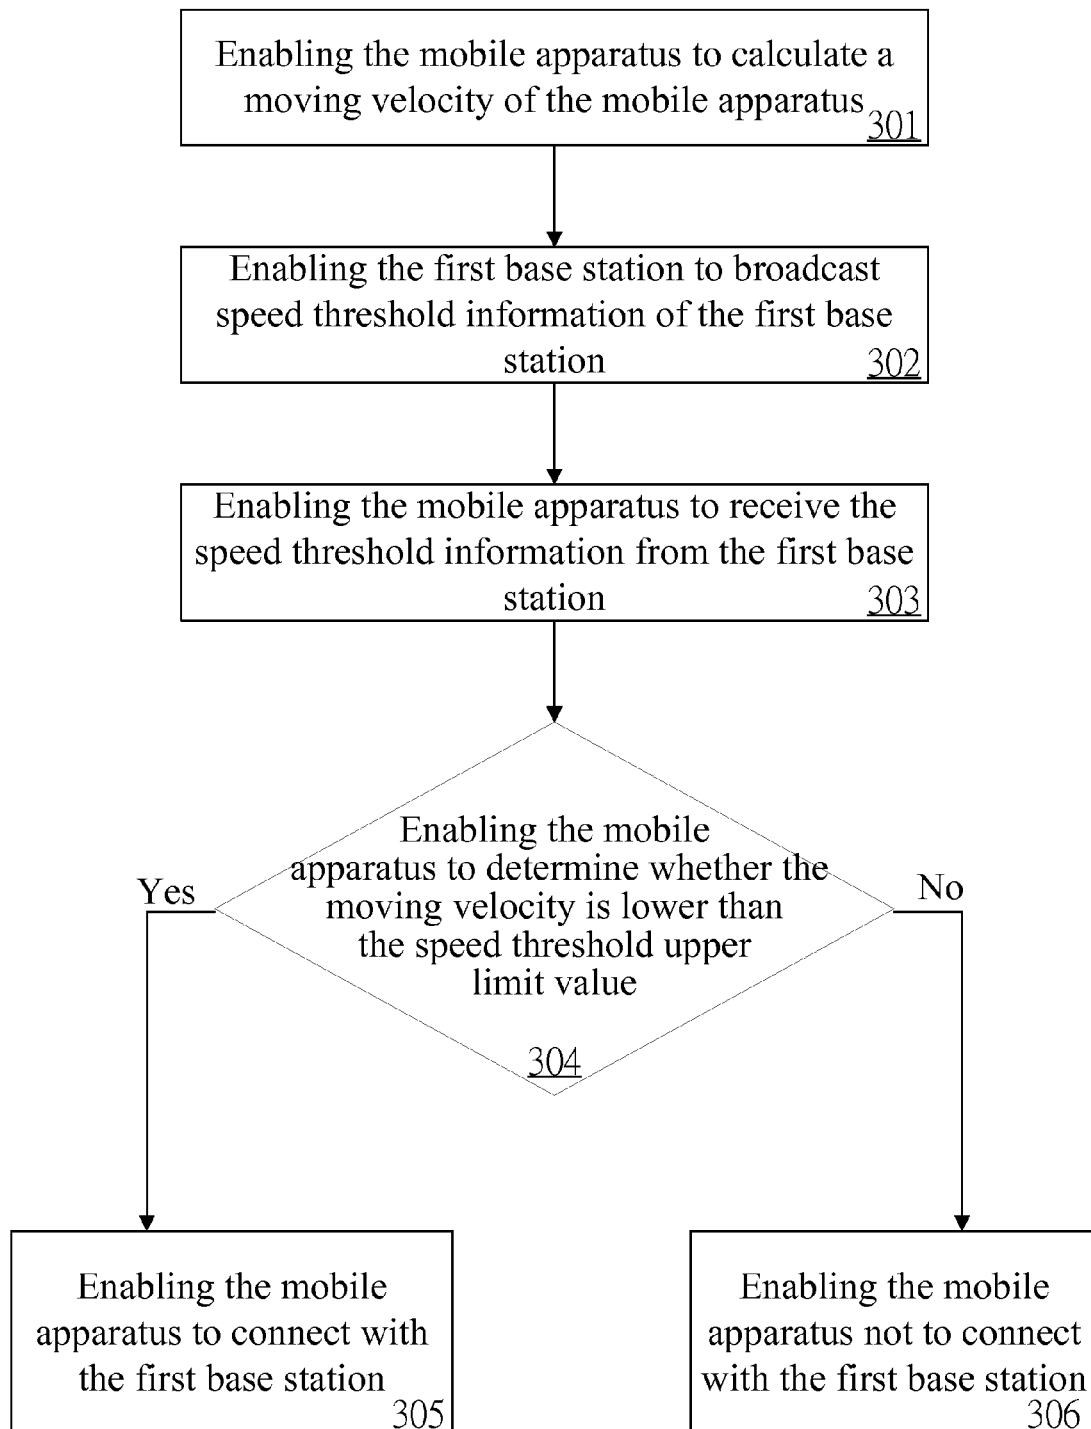 Enabling the mobile apparatus to calculate a
moving velocity of the mobile apparatus
301
Enabling the first base station to broadcast
speed threshold information of the first base
station
302
Enabling the mobile apparatus to receive the
speed threshold information from the first base
station
303
Enabling the mobile
apparatus to determine whether the
moving velocity is lower than
the speed threshold upper
limit value
304
Yes
No
Enabling the mobile
apparatus to connect with
the first base station
305
Enabling the mobile
apparatus not to connect
with the first base station
306